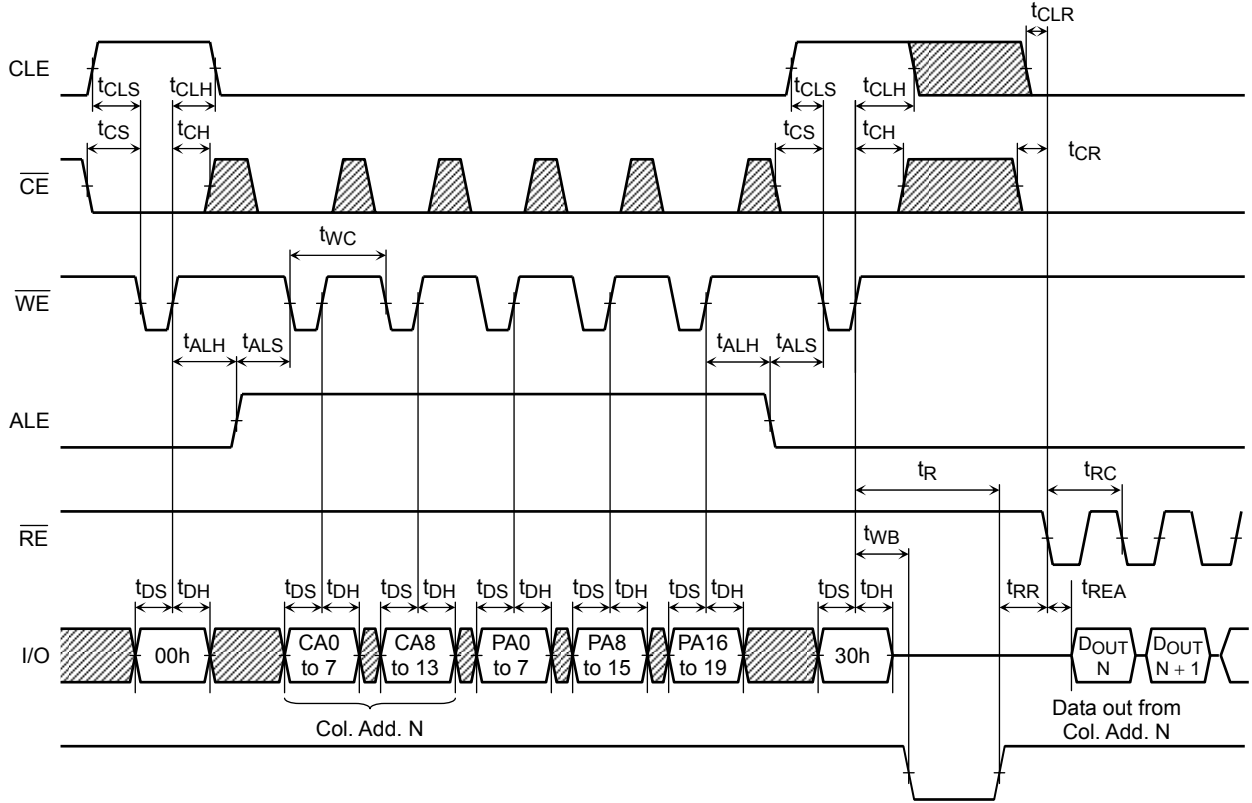 tCLR
CLE
tCLS
tCLH
tCLS
tCLH
tCS
tCH
tCS
tCH
tCR
CE
tWC
WE
tALH
tALS
tALH
tALS
ALE
tR
tRC
RE
tWB
tDS
tDH
tDS
tDH
tDS
tDH
tDS
tDH
tDS
tDH
tDS
tDH
tDS
tDH
tRR
tREA
I/O
00h
CA0
to 7
CA8
to 13
PA0
to 7
PA8
to 15
PA16
to 19
30h
DOUT
N
DOUT
N + 1
Col. Add. N
Data out from
Col. Add. N